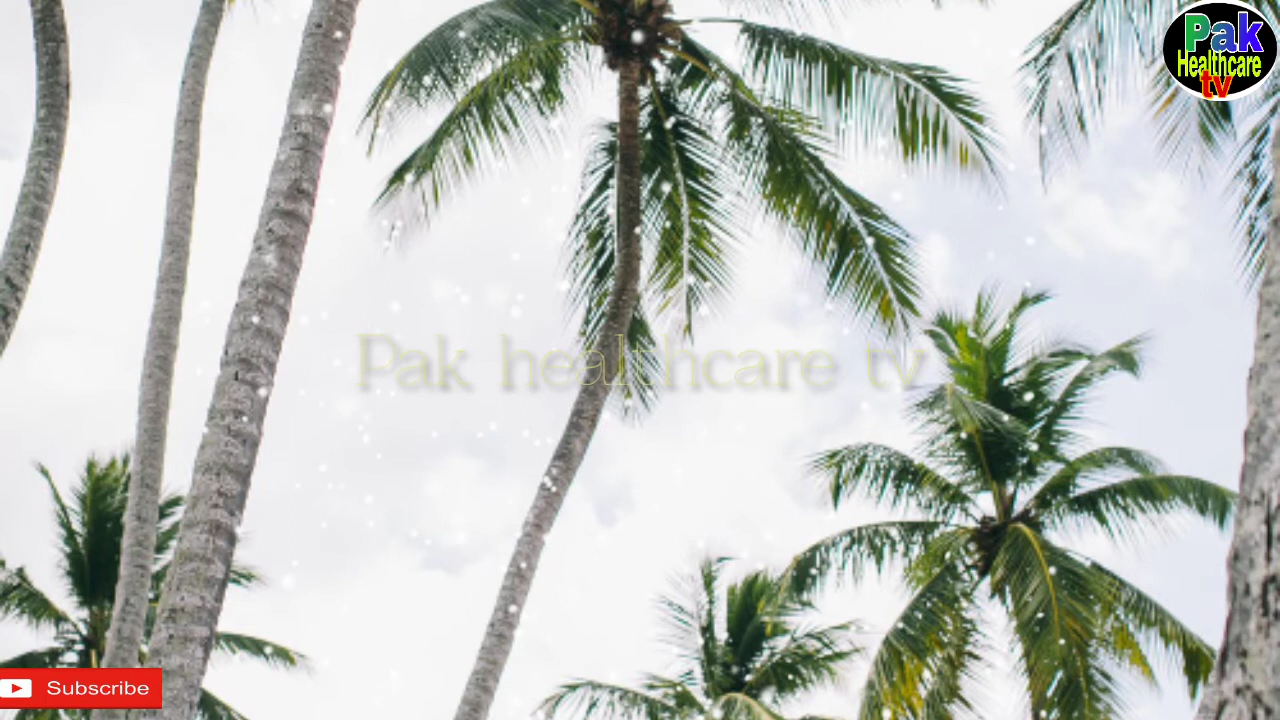 Pak
Healthcare
tv
Pak healthcare tv
Subscribe